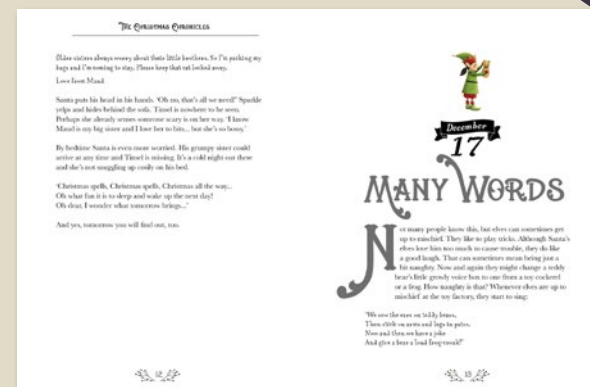 The Christmas Chronicles
Older sisters always worry about their little brothers. So I'm packing my
bags and I'm coming to stay. Please keep that cat locked away.
Love from Maud
Santa puts his head in his hands. 'Oh no, that's all we need!' Sparkle
yelps and hides behind the sofa. Tinsel is nowhere to be seen.
Perhaps she already senses someone scary is on her way. 'I know
Maud is my big sister and I love her to bits... but she's so bossy.'
By bedtime Santa is even more worried. His grumpy sister could
arrive at any time and Tinsel is missing. It's a cold night out there
and she's not snuggling up cosily on his bed.
'Christmas spells, Christmas spells, Christmas all the way...
Oh what fun it is to sleep and wake up the next day!
Oh dear, I wonder what tomorrow brings...'
And yes, tomorrow you will find out, too.
12
December
17
Many Words
Not many people know this, but elves can sometimes get
up to mischief. They like to play tricks. Although Santa's
elves love him too much to cause trouble, they do like
a good laugh. That can sometimes mean being just a
bit naughty. Now and again they might change a teddy
bear's little growly voice box to one from a toy cockerel
or a frog. How naughty is that? Whenever elves are up to
mischief at the toy factory, they start to sing:
'We sew the eyes on teddy bears,
Then stitch on arms and legs in pairs.
Now and then we have a joke
And give a bear a loud frog-croak!'
13